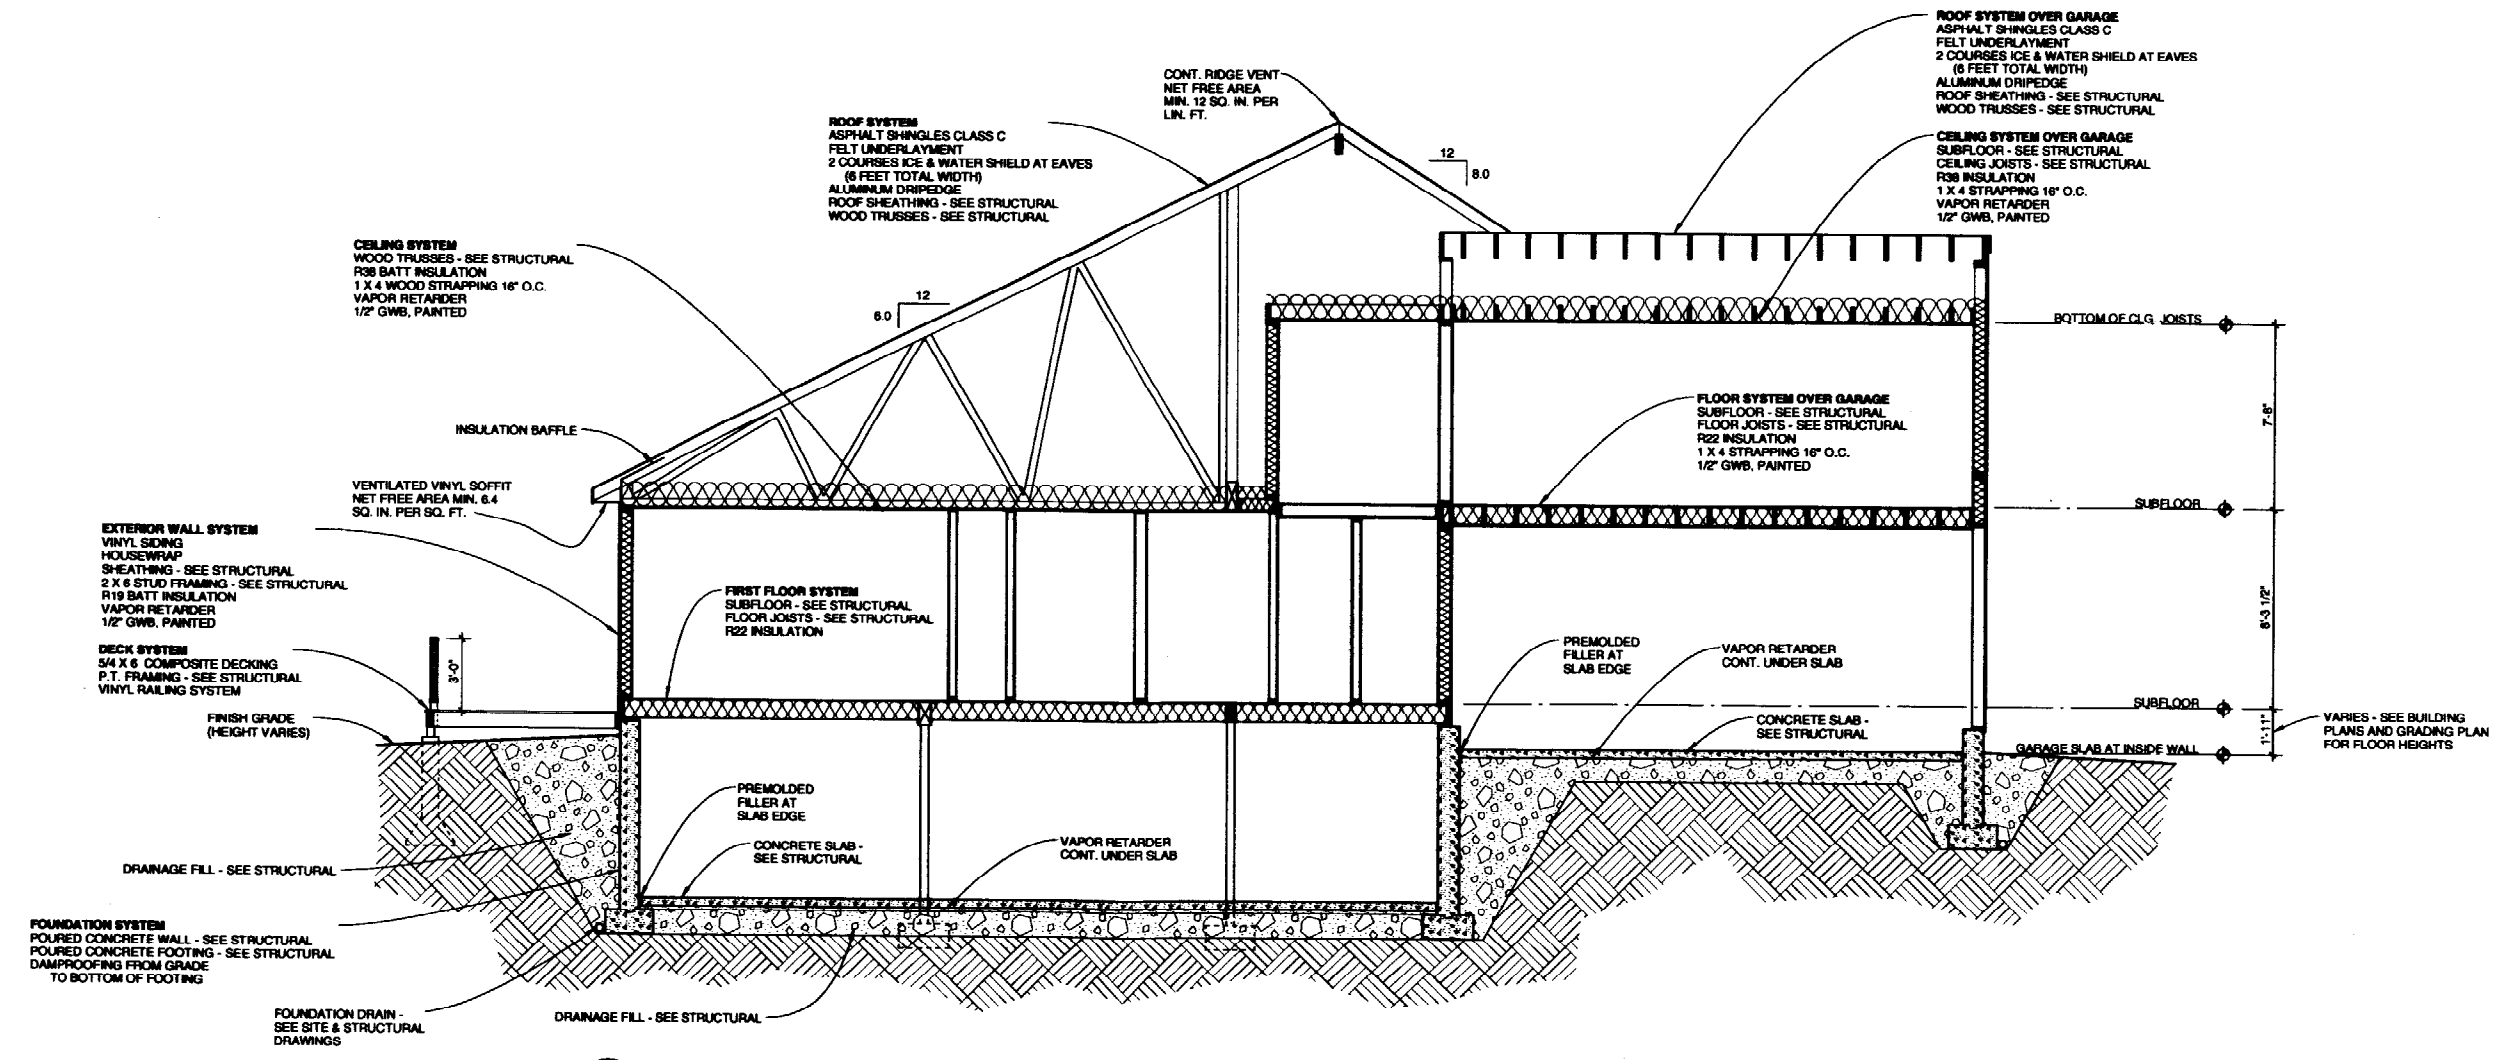 ROOF SYSTEM OVER GARAGE
ASPHALT SHINGLES CLASS C
FELT UNDERLAYMENT
2 COURSES ICE & WATER SHIELD AT EAVES
(6 FEET TOTAL WIDTH)
ALUMINUM DRIPEDGE
ROOF SHEATHING - SEE STRUCTURAL
WOOD TRUSSES - SEE STRUCTURAL
CONT. RIDGE VENT
NET FREE AREA
MIN. 12 SQ. IN. PER
LIN. FT.
ROOF SYSTEM
ASPHALT SHINGLES CLASS C
FELT UNDERLAYMENT
2 COURSES ICE & WATER SHIELD AT EAVES
(6 FEET TOTAL WIDTH)
ALUMINUM DRIPEDGE
ROOF SHEATHING - SEE STRUCTURAL
WOOD TRUSSES - SEE STRUCTURAL
CEILING SYSTEM OVER GARAGE
SUBFLOOR - SEE STRUCTURAL
CEILING JOISTS - SEE STRUCTURAL
R38 INSULATION
1 X 4 STRAPPING 16" O.C.
VAPOR RETARDER
1/2" GWB, PAINTED
12
8.0
CEILING SYSTEM
WOOD TRUSSES - SEE STRUCTURAL
R38 BATT INSULATION
1 X 4 WOOD STRAPPING 16" O.C.
VAPOR RETARDER
1/2" GWB, PAINTED
12
6.0
BOTTOM OF CLG. JOISTS
7'-8"
FLOOR SYSTEM OVER GARAGE
SUBFLOOR - SEE STRUCTURAL
FLOOR JOISTS - SEE STRUCTURAL
R22 INSULATION
1 X 4 STRAPPING 16" O.C.
1/2" GWB, PAINTED
INSULATION BAFFLE
VENTILATED VINYL SOFFIT
NET FREE AREA MIN. 6.4
SQ. IN. PER SQ. FT.
SUBFLOOR
EXTERIOR WALL SYSTEM
VINYL SIDING
HOUSEWRAP
SHEATHING - SEE STRUCTURAL
2 X 6 STUD FRAMING - SEE STRUCTURAL
R19 BATT INSULATION
VAPOR RETARDER
1/2" GWB, PAINTED
FIRST FLOOR SYSTEM
SUBFLOOR - SEE STRUCTURAL
FLOOR JOISTS - SEE STRUCTURAL
R22 INSULATION
8'-3 1/2"
DECK SYSTEM
5/4 X 6 COMPOSITE DECKING
P.T. FRAMING - SEE STRUCTURAL
VINYL RAILING SYSTEM
3'-0"
PREMOLDED
FILLER AT
SLAB EDGE
VAPOR RETARDER
CONT. UNDER SLAB
SUBFLOOR
FINISH GRADE
(HEIGHT VARIES)
CONCRETE SLAB -
SEE STRUCTURAL
1'-11"
VARIES - SEE BUILDING
PLANS AND GRADING PLAN
FOR FLOOR HEIGHTS
GARAGE SLAB AT INSIDE WALL
PREMOLDED
FILLER AT
SLAB EDGE
CONCRETE SLAB -
SEE STRUCTURAL
VAPOR RETARDER
CONT. UNDER SLAB
DRAINAGE FILL - SEE STRUCTURAL
FOUNDATION SYSTEM
POURED CONCRETE WALL - SEE STRUCTURAL
POURED CONCRETE FOOTING - SEE STRUCTURAL
DAMPROOFING FROM GRADE
TO BOTTOM OF FOOTING
FOUNDATION DRAIN -
SEE SITE & STRUCTURAL
DRAWINGS
DRAINAGE FILL - SEE STRUCTURAL